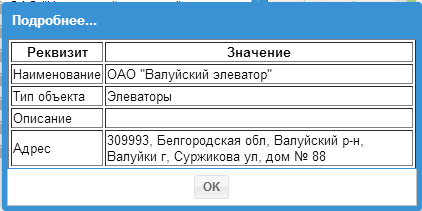 Подробнее...
Реквизит Значение
Наименование ОАО "Валуйский элеватор"
Тип объекта Элеваторы
Описание
Адрес 309993, Белгородская обл, Валуйский р-н,
Валуйки г, Суржикова ул, дом № 88
OK